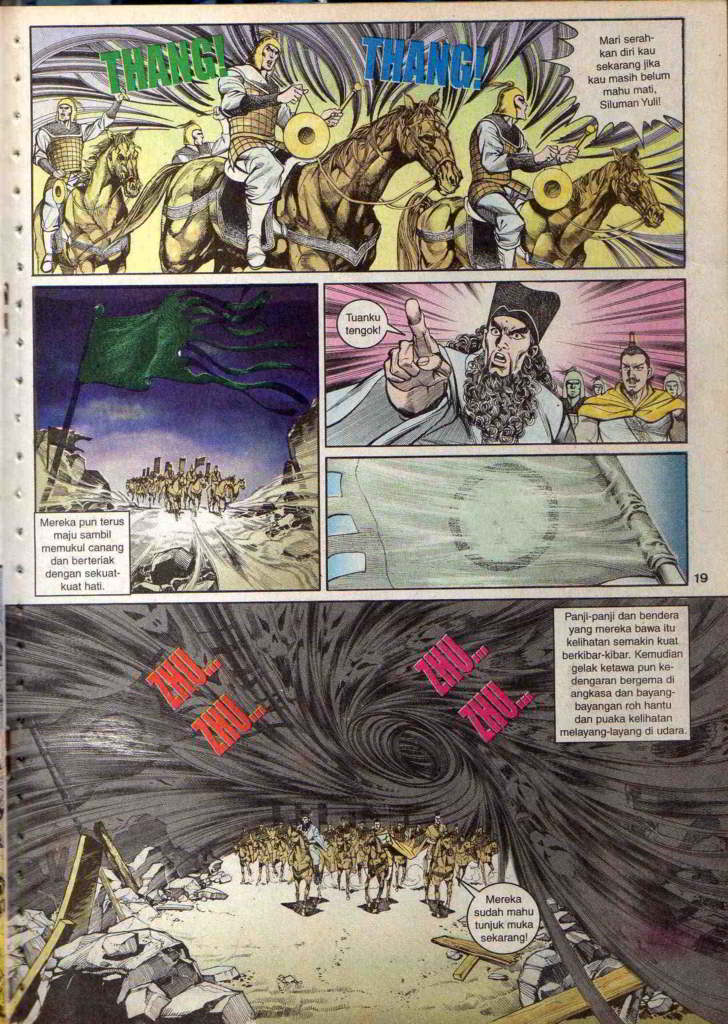 THANG!
THANG!
Mari serah-
kan diri kau
sekarang jika
kau masih belum
mahu mati,
Siluman Yuli!
Mereka pun terus
maju sambil
memukul canang
dan berteriak
dengan sekuat-
kuat hati.
Tuanku
tengok!
19
ZHU...
ZHU...
ZHU...
ZHU...
Panji-panji dan bendera
yang mereka bawa itu
kelihatan semakin kuat
berkibar-kibar. Kemudian
gelak ketawa pun ke-
dengaran bergema di
angkasa dan bayang-
bayangan roh hantu
dan puaka kelihatan
melayang-layang di udara.
Mereka
sudah mahu
tunjuk muka
sekarang!